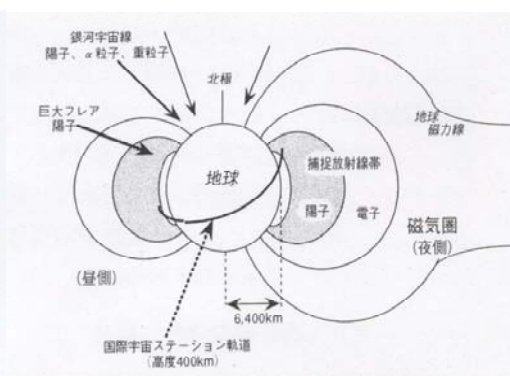 銀河宇宙線
陽子、α粒子、重粒子
北極
巨大フレア
陽子
地球
磁力線
地球
捕捉放射線帯
陽子
電子
磁気圏
(夜側)
(昼側)
6,400km
国際宇宙ステーション軌道
(高度400km)